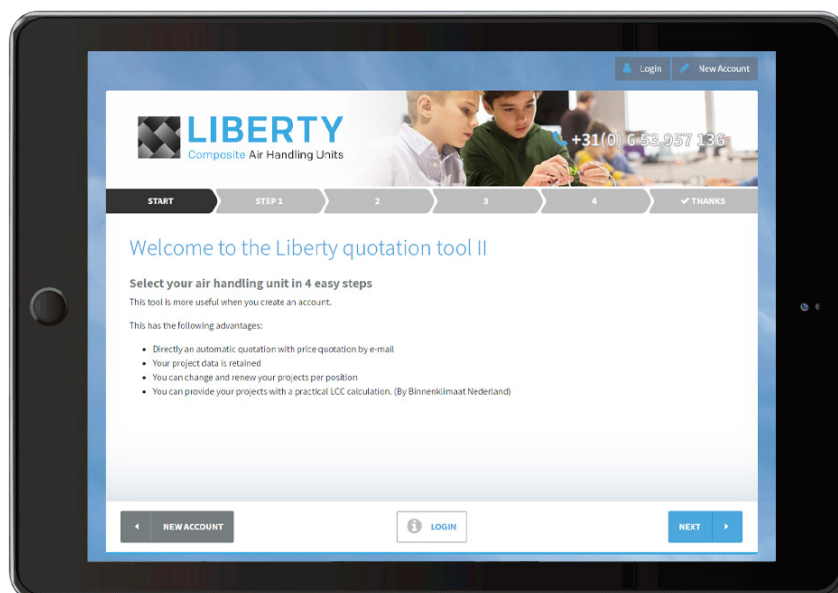 Login
New Account
LIBERTY
Composite Air Handling Units
+31(0) 6 53 957 136
START
STEP 1
2
3
4
THANKS
Welcome to the Liberty quotation tool II
Select your air handling unit in 4 easy steps
This tool is more useful when you create an account.
This has the following advantages:
Directly an automatic quotation with price quotation by e-mail
Your project data is retained
You can change and renew your projects per position
You can provide your projects with a practical LCC calculation. (By Binnenklimaat Nederland)
NEW ACCOUNT
LOGIN
NEXT